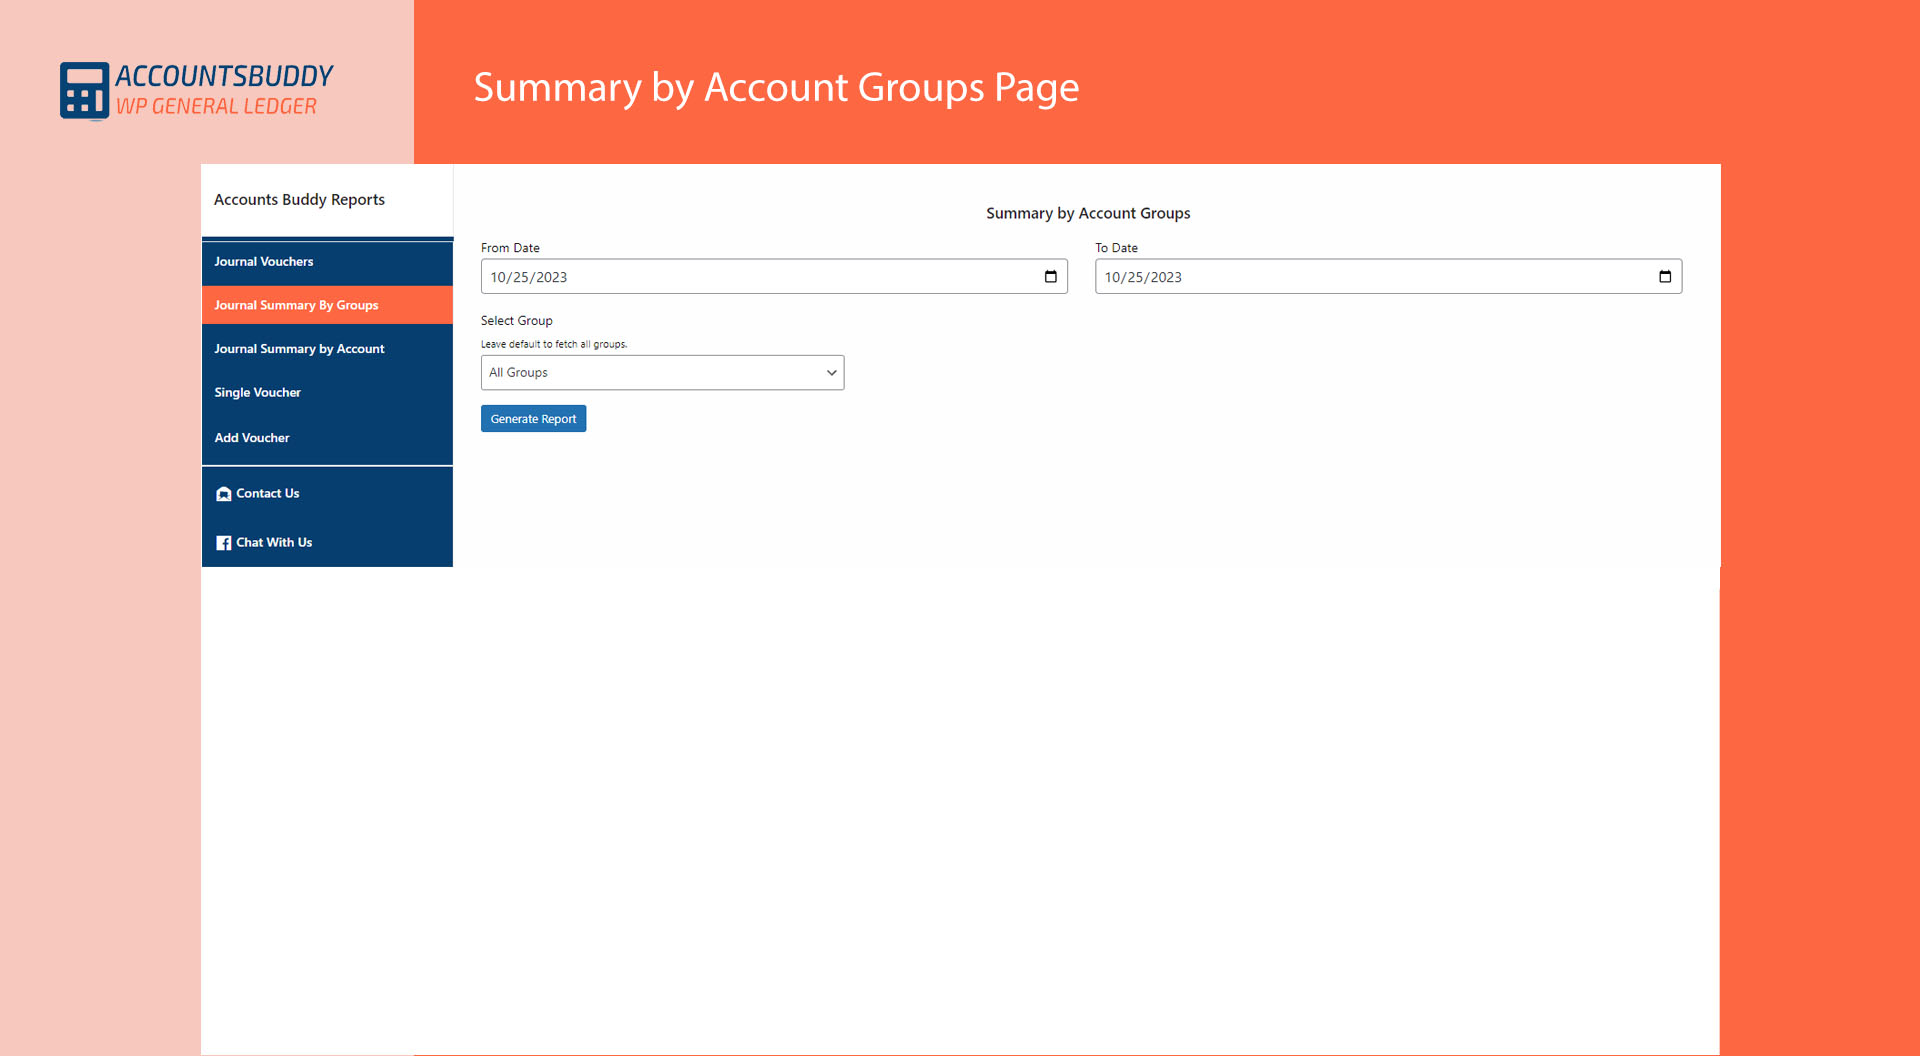 ACCOUNTSBUDDY
WP GENERAL LEDGER
Summary by Account Groups Page
Accounts Buddy Reports
Journal Vouchers
Journal Summary By Groups
Journal Summary by Account
Single Voucher
Add Voucher
Contact Us
Chat With Us
Summary by Account Groups
From Date
10/25/2023
To Date
10/25/2023
Select Group
Leave default to fetch all groups.
All Groups
Generate Report